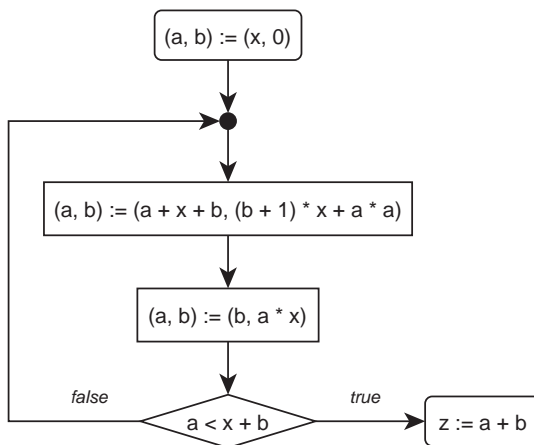 (a, b) := (x, 0)
(a, b) := (a + x + b, (b + 1) * x + a * a)
(a, b) := (b, a * x)
false
true
a < x + b
z := a + b